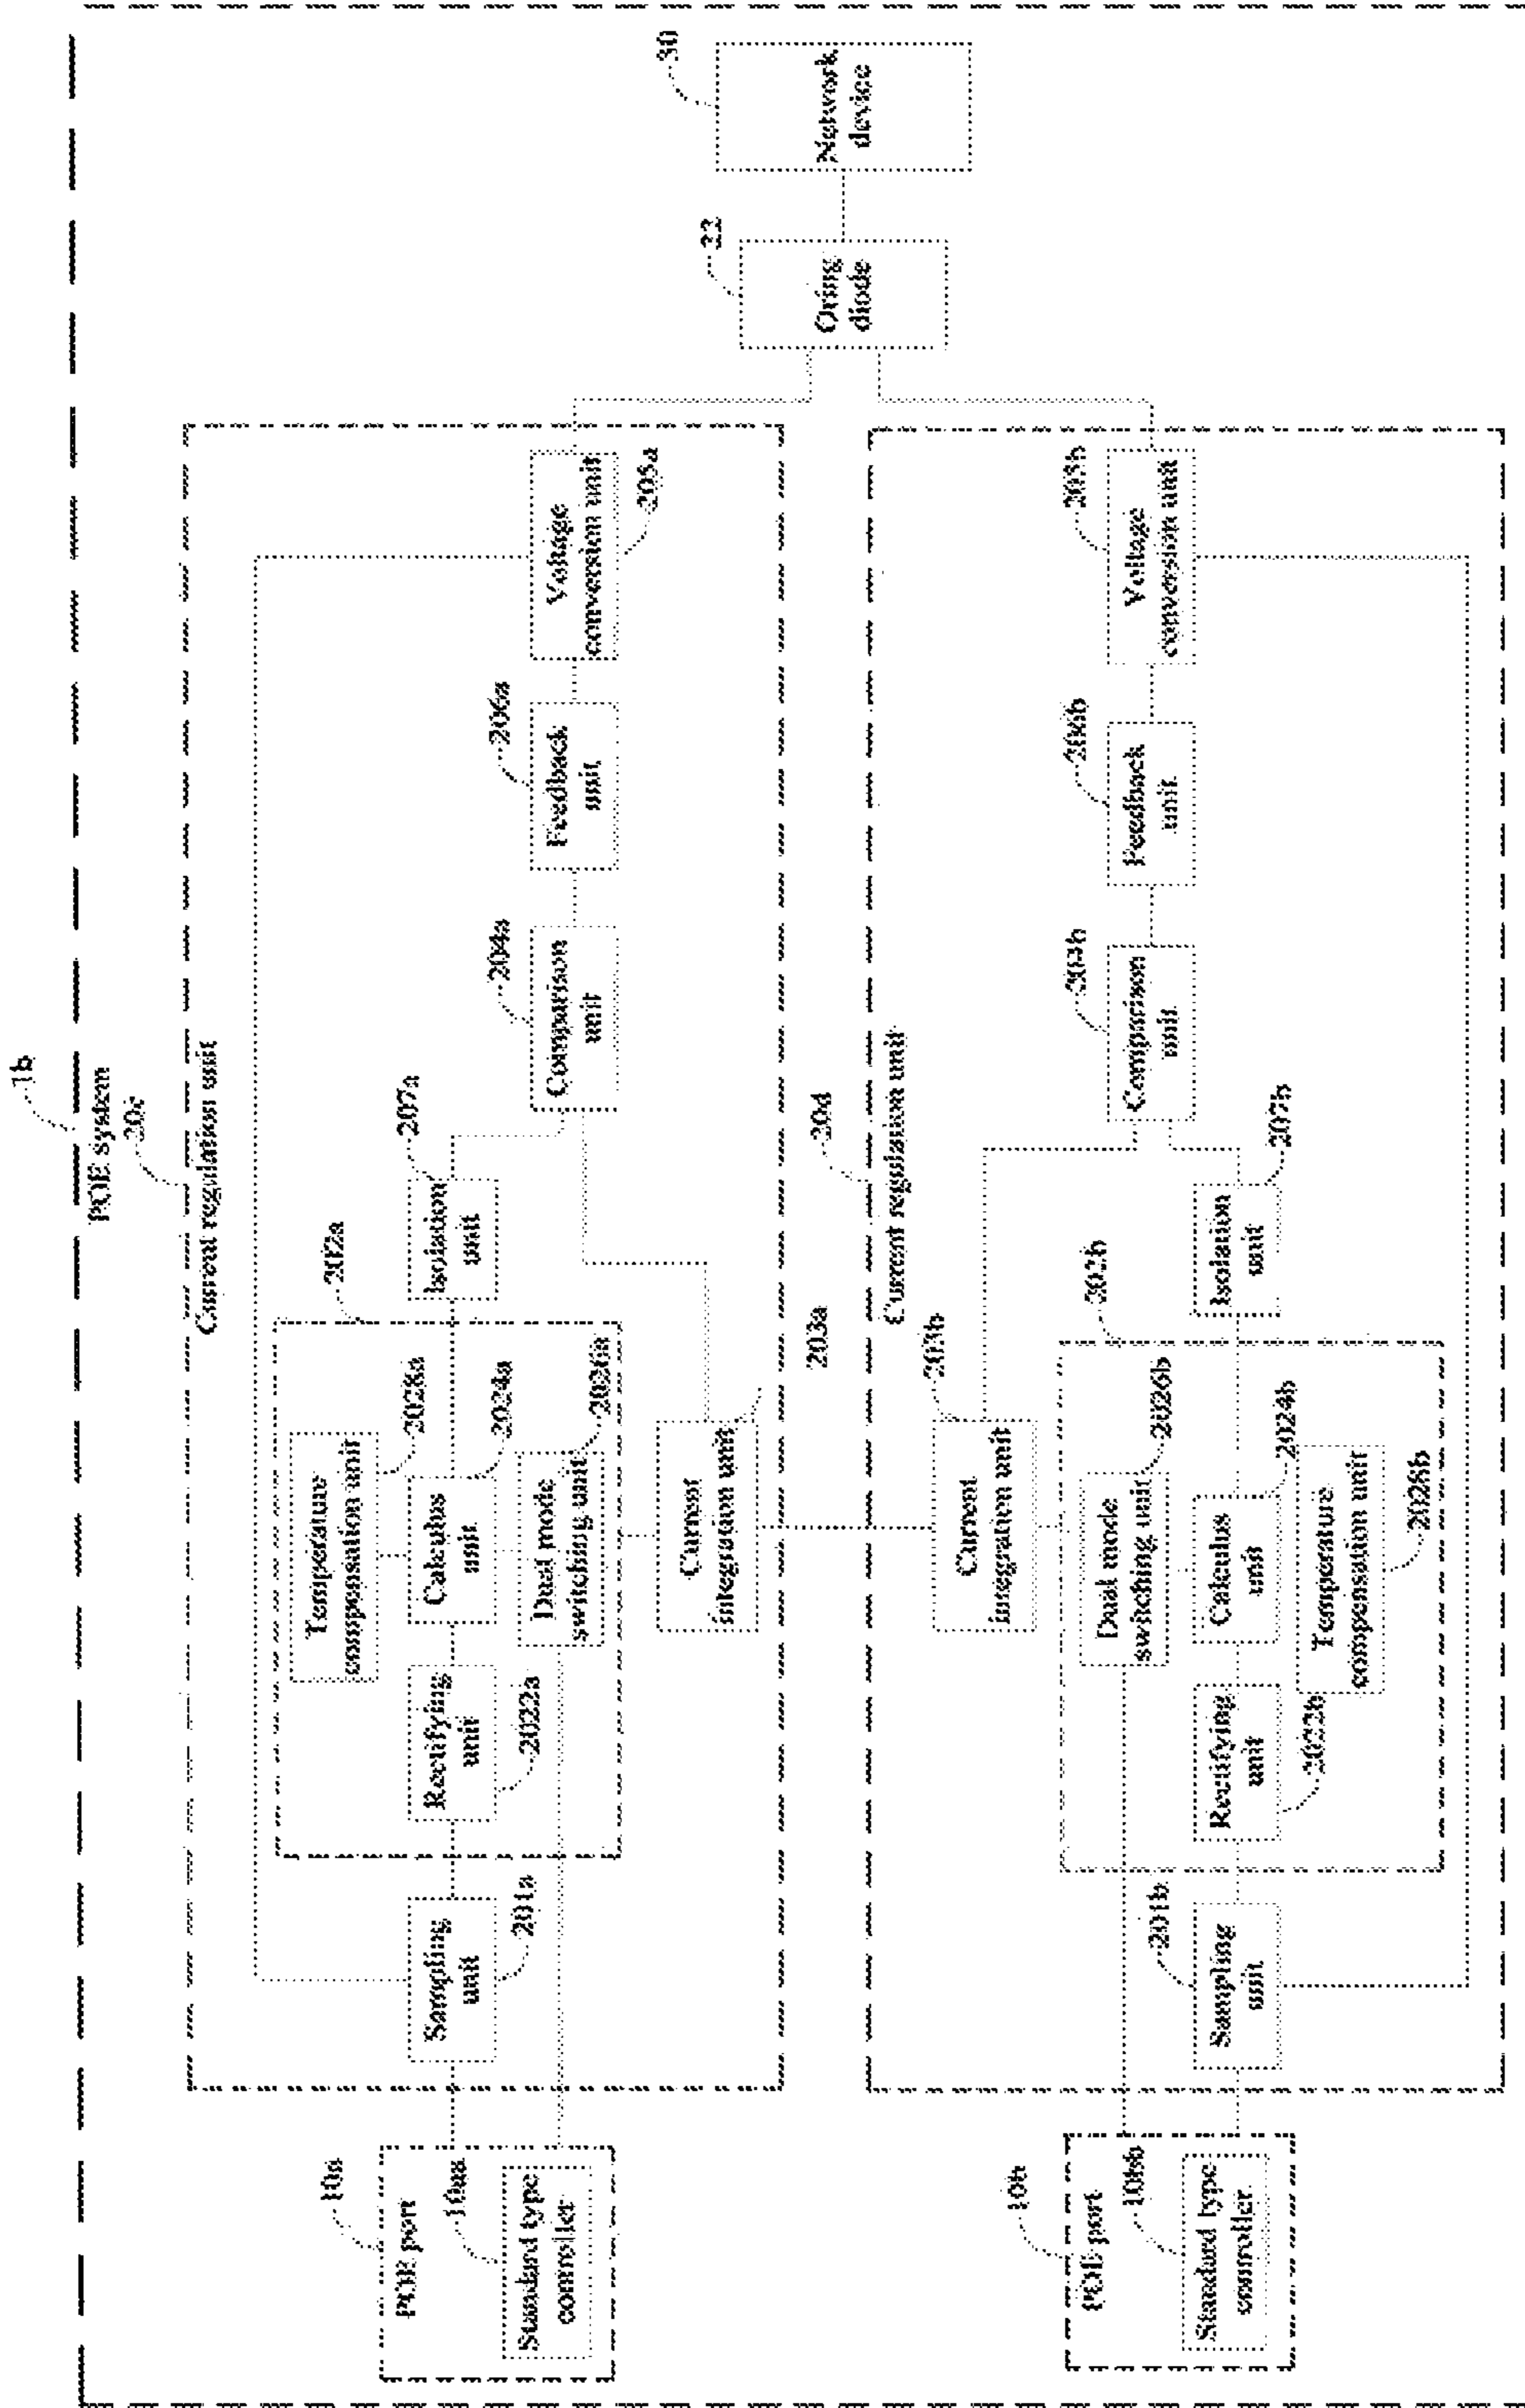 1b
POE system
20c
Current regulation unit
202a
Temperature
compensation unit
2028a
207a
Isolation
unit
Calculus
unit
2024a
Dual mode
switching unit
2026a
Rectifying
unit
2022a
Sampling
unit
201a
10a
POE port
10aa
Standard type
controller
204a
Comparison
unit
206a
Feedback
unit
Voltage
conversion unit
205a
Current
integration unit
203a
22
Oring
diode
30
Network
device
20d
Current regulation unit
203b
Current
integration unit
202b
Dual mode
switching unit
2026b
Calculus
unit
2024b
Temperature
compensation unit
2028b
Rectifying
unit
2022b
Isolation
unit
207b
201b
Sampling
unit
10b
POE port
10bb
Standard type
controller
204b
Comparison
unit
206b
Feedback
unit
Voltage
conversion unit
205b